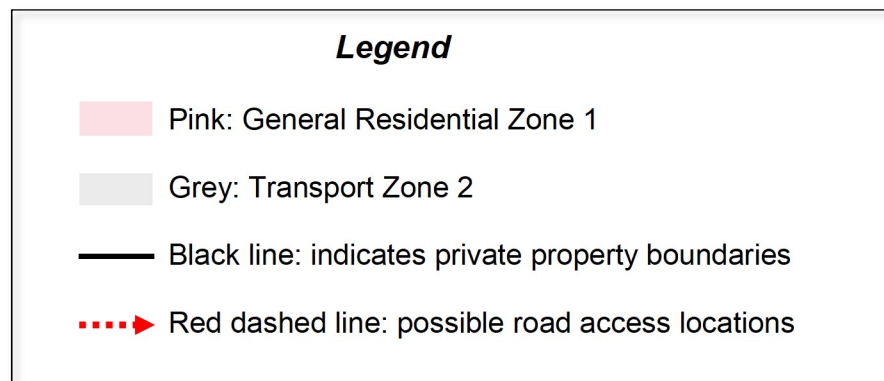 Legend
Pink: General Residential Zone 1
Grey: Transport Zone 2
Black line: indicates private property boundaries
Red dashed line: possible road access locations